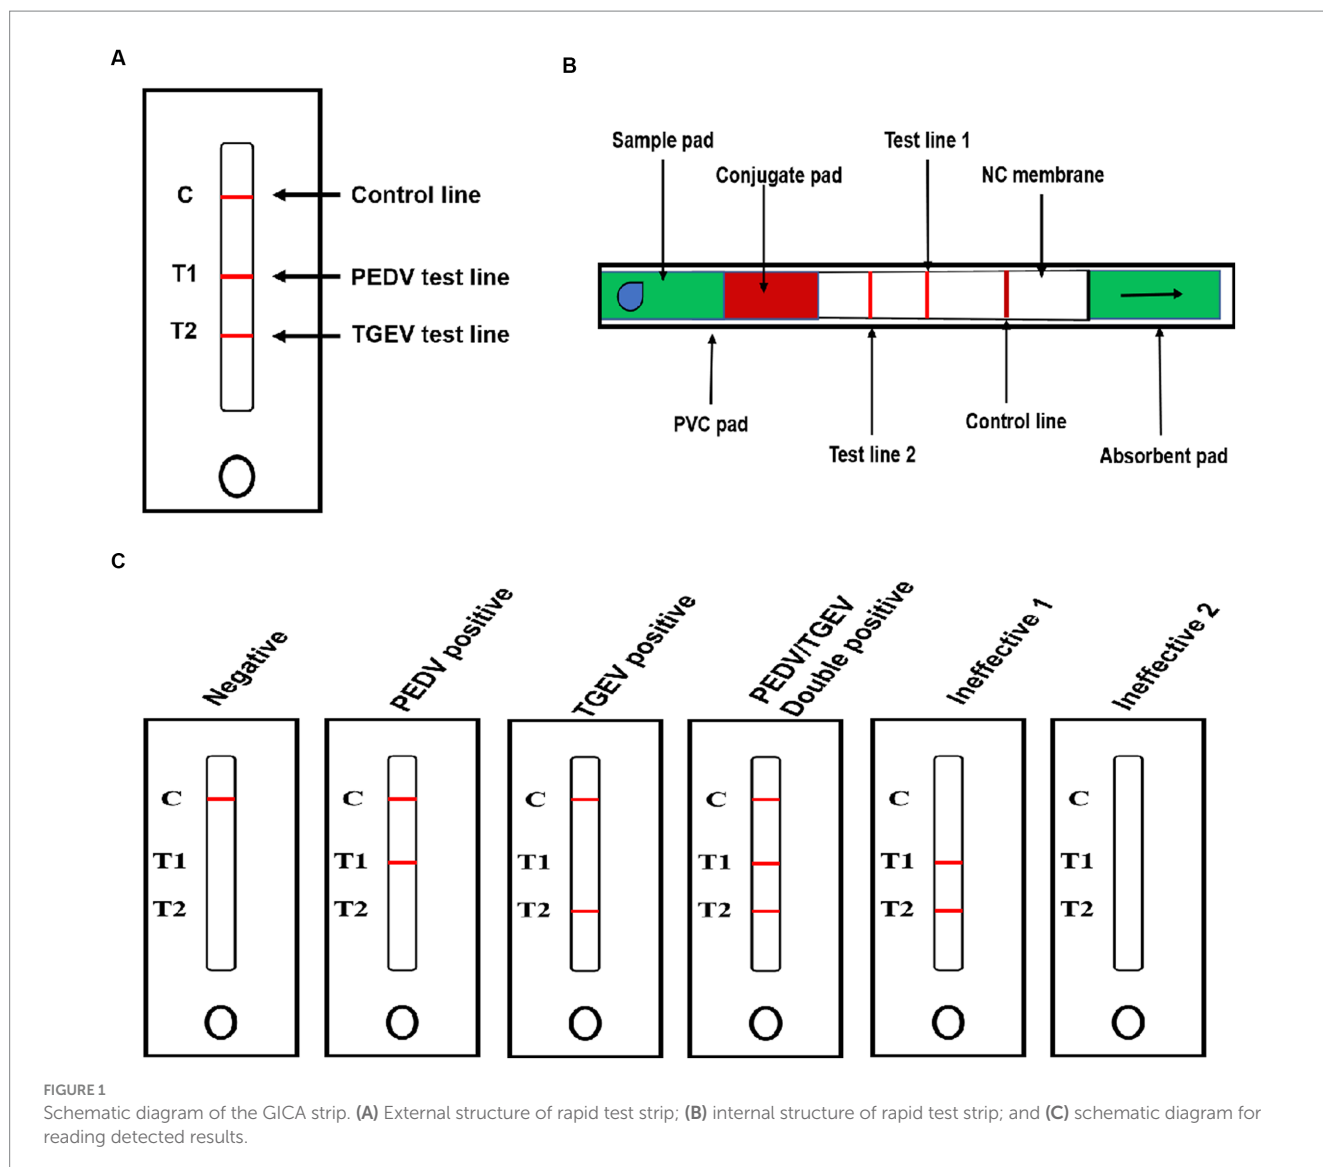 A
C
Control line
T1
PEDV test line
T2
TGEV test line
B
Sample pad
Test line 1
Conjugate pad
NC membrane
PVC pad
Test line 2
Control line
Absorbent pad
C
Negative
PEDV positive
TGEV positive
PEDV/TGEV
Double positive
Ineffective 1
Ineffective 2
C
T1
T2
C
T1
T2
C
T1
T2
C
T1
T2
C
T1
T2
C
T1
T2
FIGURE 1
Schematic diagram of the GICA strip. (A) External structure of rapid test strip; (B) internal structure of rapid test strip; and (C) schematic diagram for
reading detected results.